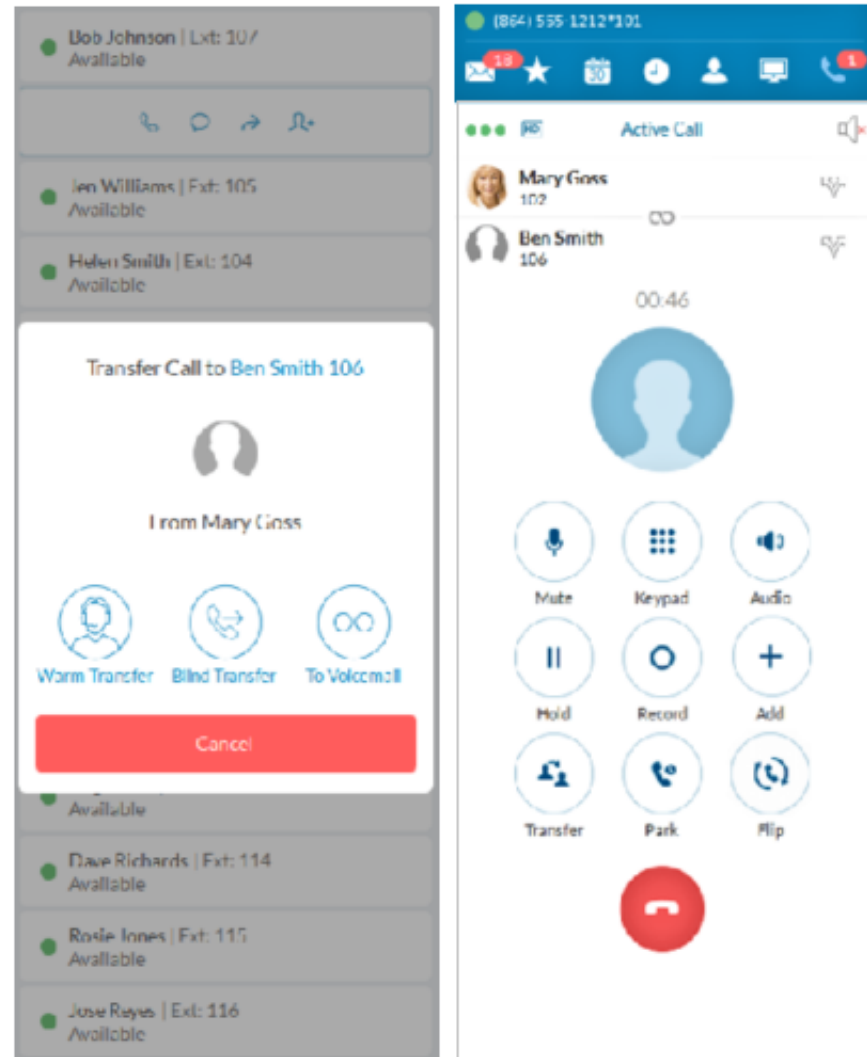 Bob Johnson | Ext: 107
Available
Jen Williams | Ext: 105
Available
Helen Smith | Ext: 104
Available
Transfer Call to Ben Smith 106
From Mary Goss
Warm Transfer
Blind Transfer
To Voicemail
Cancel
Available
Dave Richards | Ext: 114
Available
Rosie Jones | Ext: 115
Available
Jose Reyes | Ext: 116
Available
(864) 555-1212*101
18
30
1
HD
Active Call
Mary Goss
102
Ben Smith
106
00:46
Mute
Keypad
Audio
Hold
Record
Add
Transfer
Park
Flip